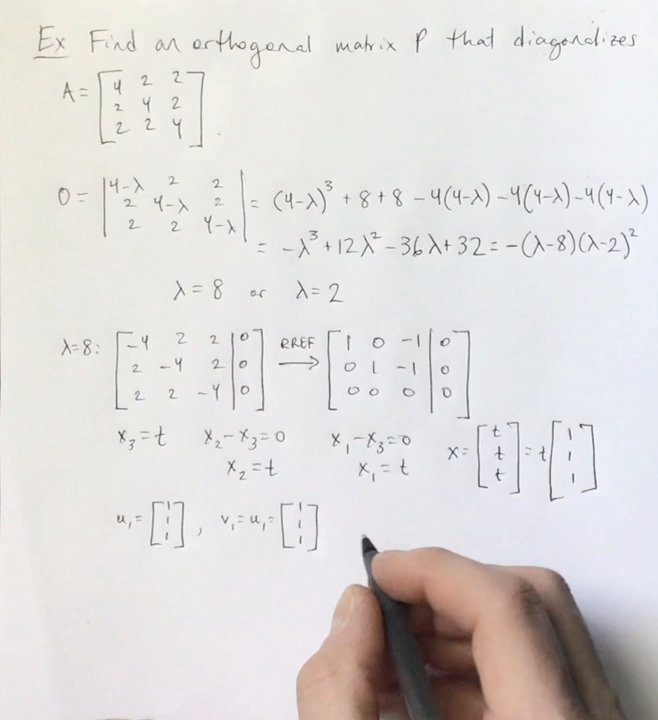 Ex Find an orthogonal matrix P that diagonalizes
A = [4 2 2; 2 4 2; 2 2 4].
0 = |4-λ 2 2; 2 4-λ 2; 2 2 4-λ| = (4-λ)³ + 8 + 8 - 4(4-λ) - 4(4-λ) - 4(4-λ)
= -λ³ + 12λ² - 36λ + 32 = -(λ-8)(λ-2)²
λ = 8 or λ = 2
λ=8: [-4 2 2 | 0; 2 -4 2 | 0; 2 2 -4 | 0] RREF → [1 0 -1 | 0; 0 1 -1 | 0; 0 0 0 | 0]
x₃ = t x₂-x₃=0 x₁-x₃=0 x = [t; t; t] = t [1; 1; 1]
x₂ = t x₁ = t
u₁ = [1; 1; 1], v₁ = u₁ = [1; 1; 1]